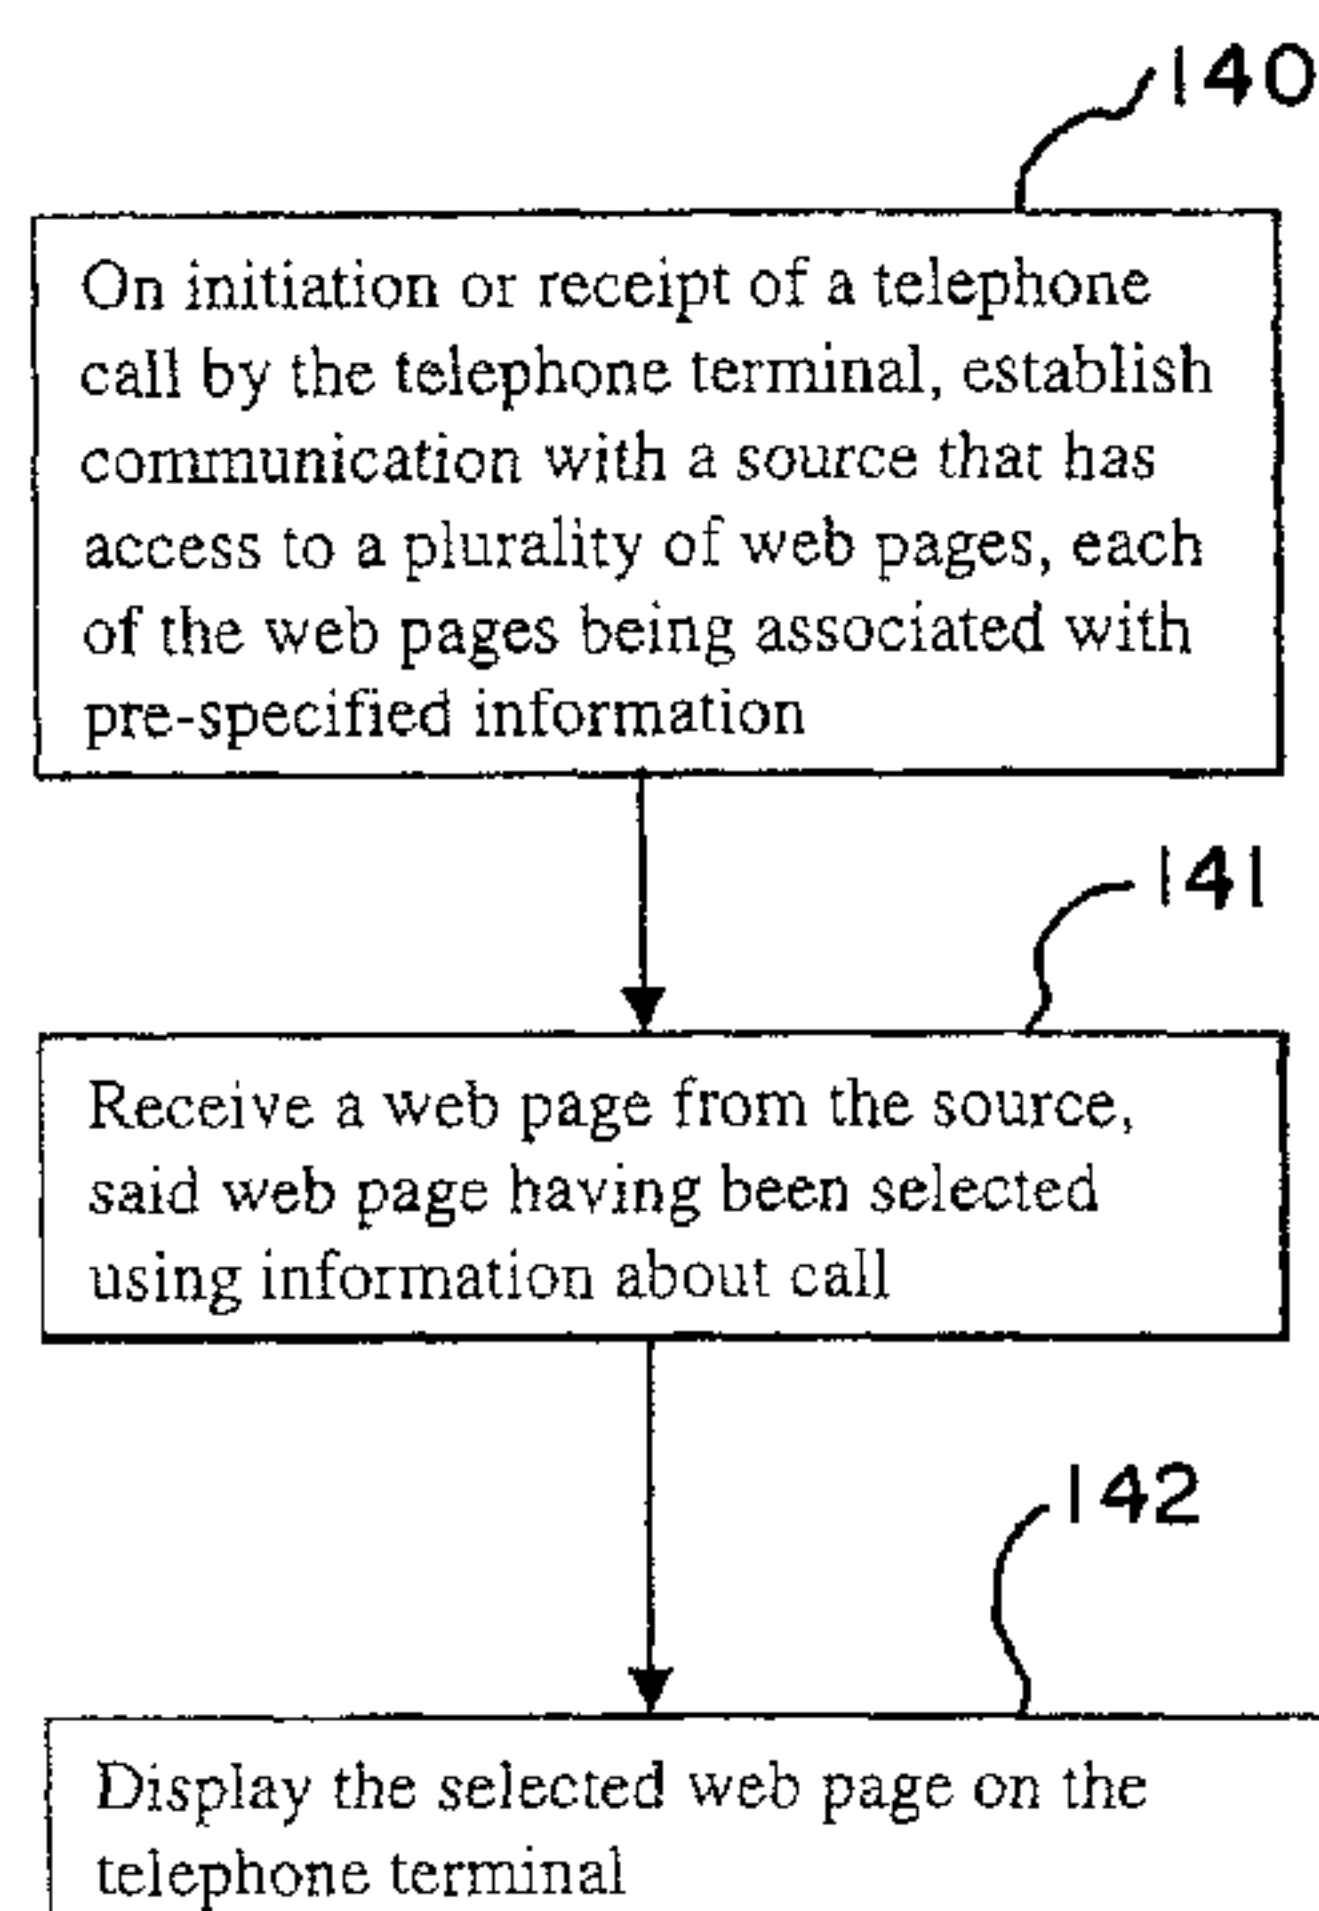 140
On initiation or receipt of a telephone
call by the telephone terminal, establish
communication with a source that has
access to a plurality of web pages, each
of the web pages being associated with
pre-specified information
141
Receive a web page from the source,
said web page having been selected
using information about call
142
Display the selected web page on the
telephone terminal